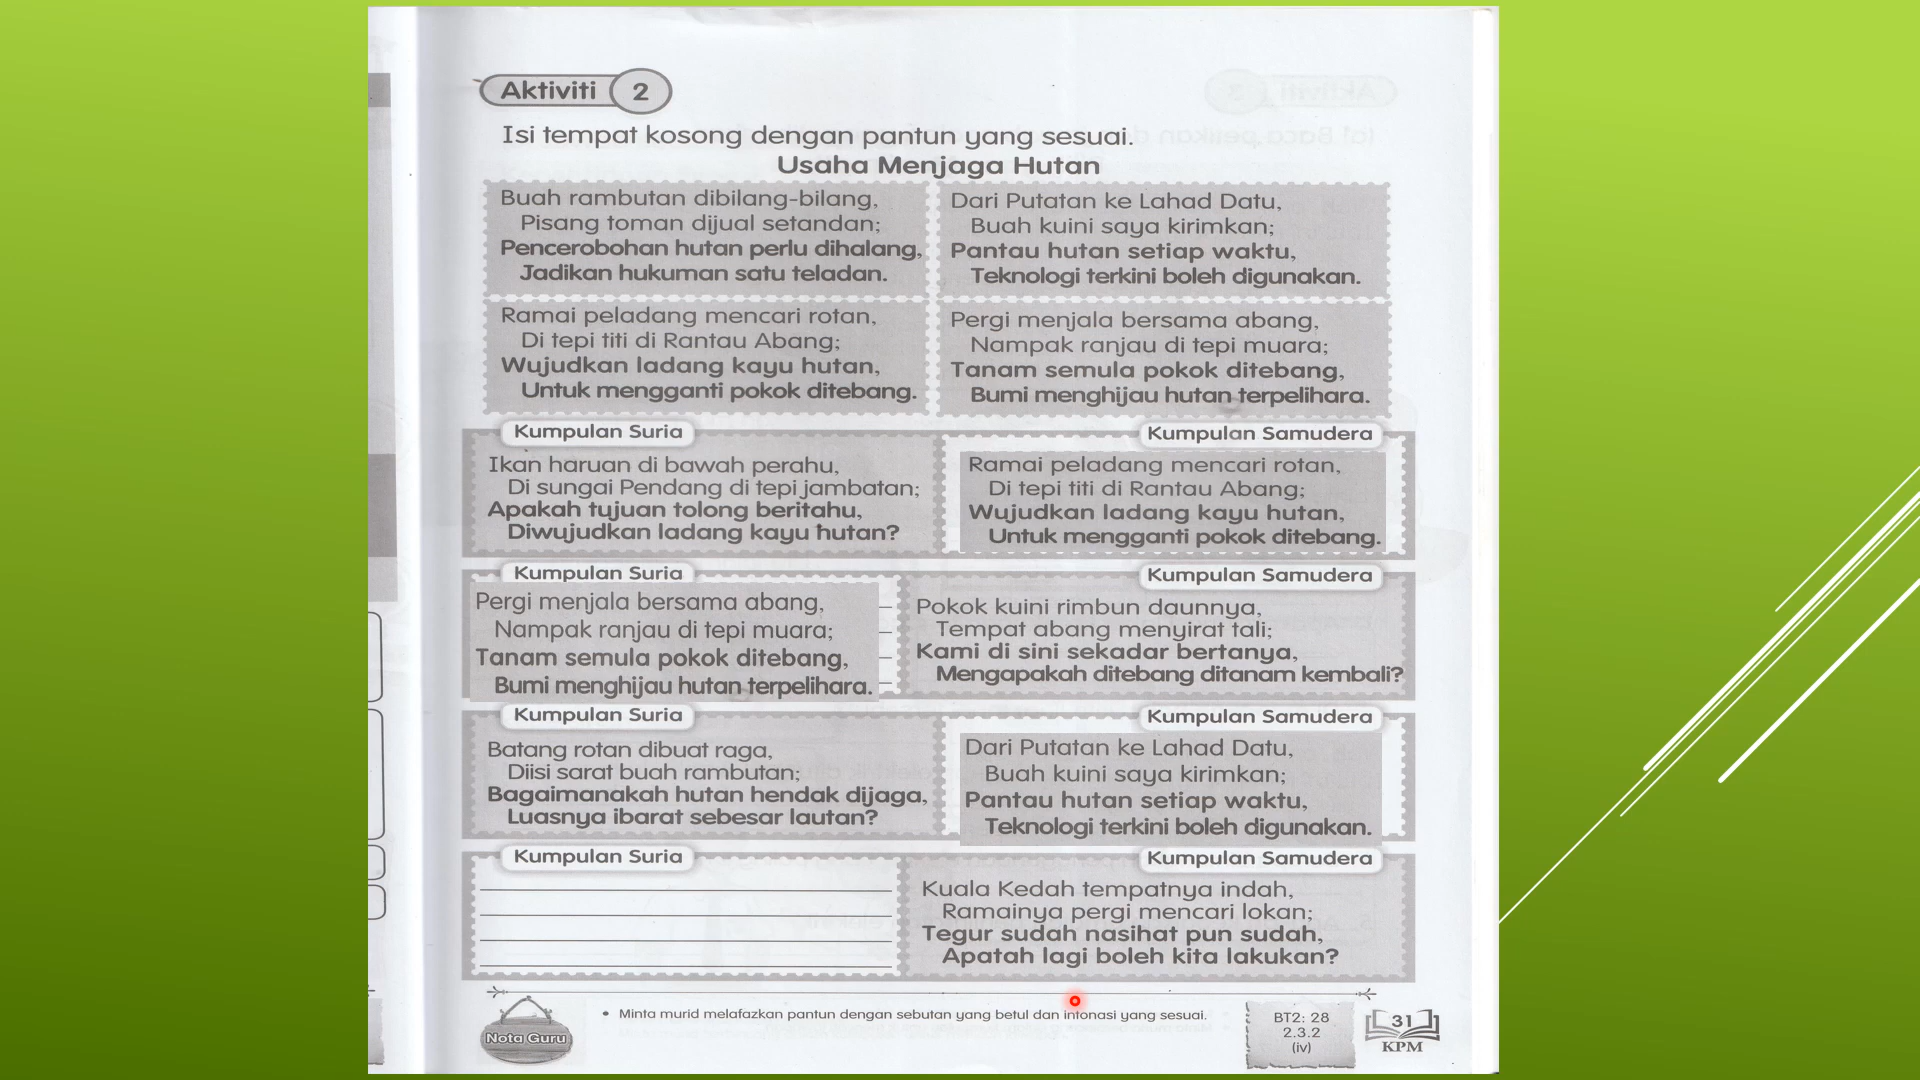 Aktiviti 2
Isi tempat kosong dengan pantun yang sesuai.
Usaha Menjaga Hutan
Buah rambutan dibilang-bilang,
Pisang toman dijual setandan;
Pencerobohan hutan perlu dihalang,
Jadikan hukuman satu teladan.
Dari Putatan ke Lahad Datu,
Buah kuini saya kirimkan;
Pantau hutan setiap waktu,
Teknologi terkini boleh digunakan.
Ramai peladang mencari rotan,
Di tepi titi di Rantau Abang;
Wujudkan ladang kayu hutan,
Untuk mengganti pokok ditebang.
Pergi menjala bersama abang,
Nampak ranjau di tepi muara;
Tanam semula pokok ditebang,
Bumi menghijau hutan terpelihara.
Kumpulan Suria
Ikan haruan di bawah perahu,
Di sungai Pendang di tepi jambatan;
Apakah tujuan tolong beritahu,
Diwujudkan ladang kayu hutan?
Kumpulan Samudera
Ramai peladang mencari rotan,
Di tepi titi di Rantau Abang;
Wujudkan ladang kayu hutan,
Untuk mengganti pokok ditebang.
Kumpulan Suria
Pergi menjala bersama abang,
Nampak ranjau di tepi muara;
Tanam semula pokok ditebang,
Bumi menghijau hutan terpelihara.
Kumpulan Samudera
Pokok kuini rimbun daunnya,
Tempat abang menyirat tali;
Kami di sini sekadar bertanya,
Mengapakah ditebang ditanam kembali?
Kumpulan Suria
Batang rotan dibuat raga,
Diisi sarat buah rambutan;
Bagaimanakah hutan hendak dijaga,
Luasnya ibarat sebesar lautan?
Kumpulan Samudera
Dari Putatan ke Lahad Datu,
Buah kuini saya kirimkan;
Pantau hutan setiap waktu,
Teknologi terkini boleh digunakan.
Kumpulan Suria
Kumpulan Samudera
Kuala Kedah tempatnya indah,
Ramainya pergi mencari lokan;
Tegur sudah nasihat pun sudah,
Apatah lagi boleh kita lakukan?
Nota Guru
• Minta murid melafazkan pantun dengan sebutan yang betul dan intonasi yang sesuai.
BT2: 28
2.3.2
(iv)
31
KPM